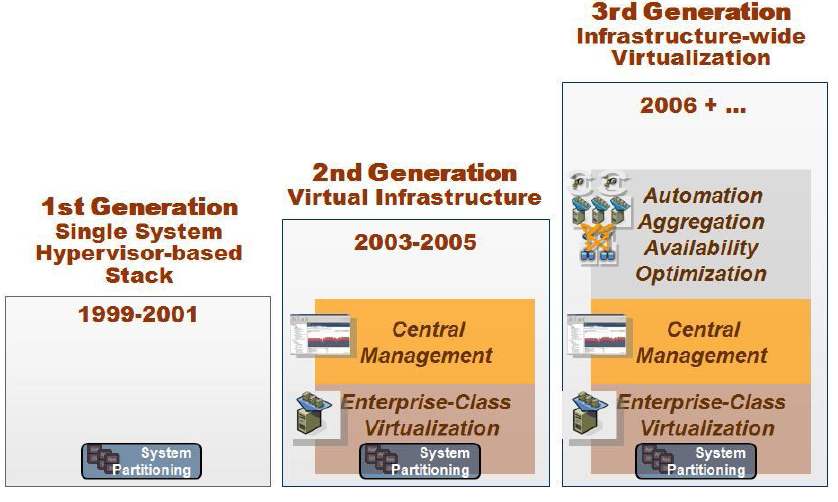 1st Generation
Single System
Hypervisor-based
Stack
1999-2001
System
Partitioning
2nd Generation
Virtual Infrastructure
2003-2005
Central
Management
Enterprise-Class
Virtualization
System
Partitioning
3rd Generation
Infrastructure-wide
Virtualization
2006 + ...
Automation
Aggregation
Availability
Optimization
Central
Management
Enterprise-Class
Virtualization
System
Partitioning